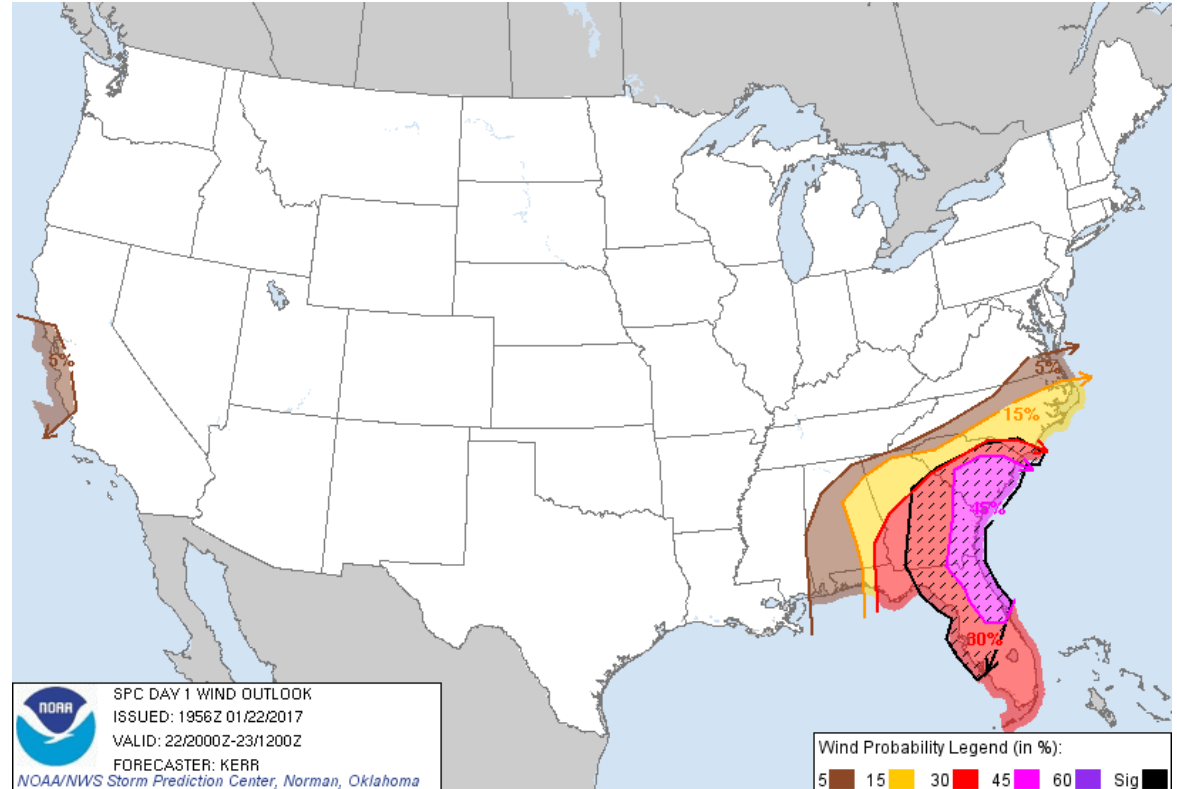 5%
5%
15%
45%
30%
NOAA
SPC DAY 1 WIND OUTLOOK
ISSUED: 1956Z 01/22/2017
VALID: 22/2000Z-23/1200Z
FORECASTER: KERR
NOAA/NWS Storm Prediction Center, Norman, Oklahoma
Wind Probability Legend (in %):
5 15 30 45 60 Sig